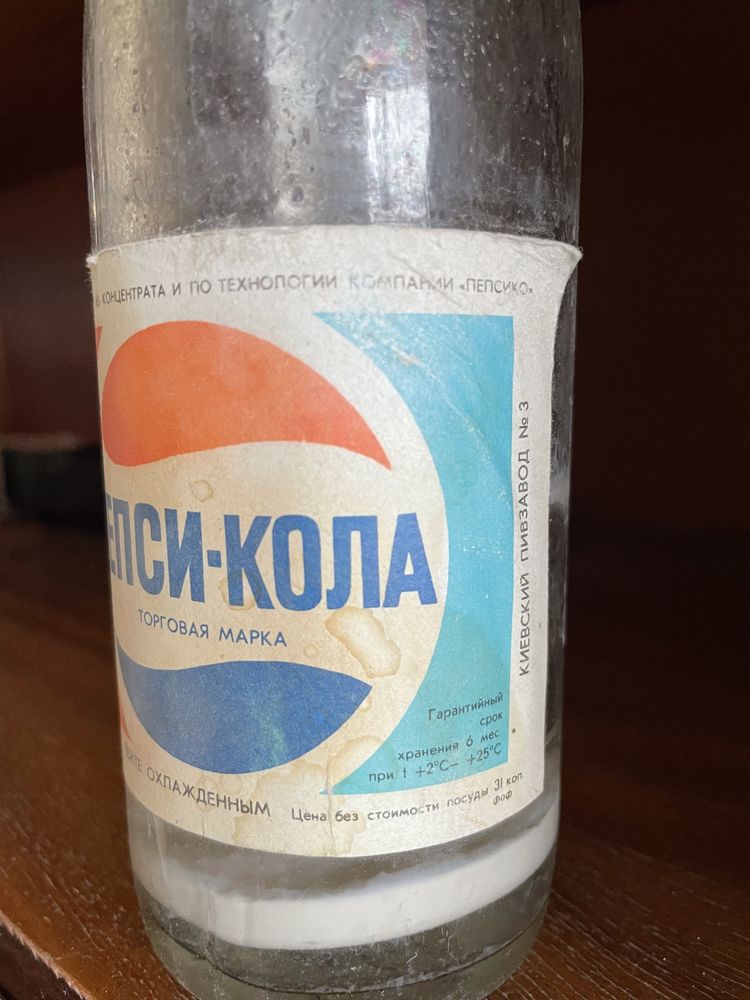 ИЗ КОНЦЕНТРАТА И ПО ТЕХНОЛОГИИ КОМПАНИИ «ПЕПСИКО»
ЕПСИ-КОЛА
ТОРГОВАЯ МАРКА
КИЕВСКИЙ ПИВЗАВОД № 3
Гарантийный
срок
хранения 6 мес.
при t +2°С— +25°С
ОХЛАЖДЕННЫМ
Цена без стоимости посуды 31 коп.
ФОФ